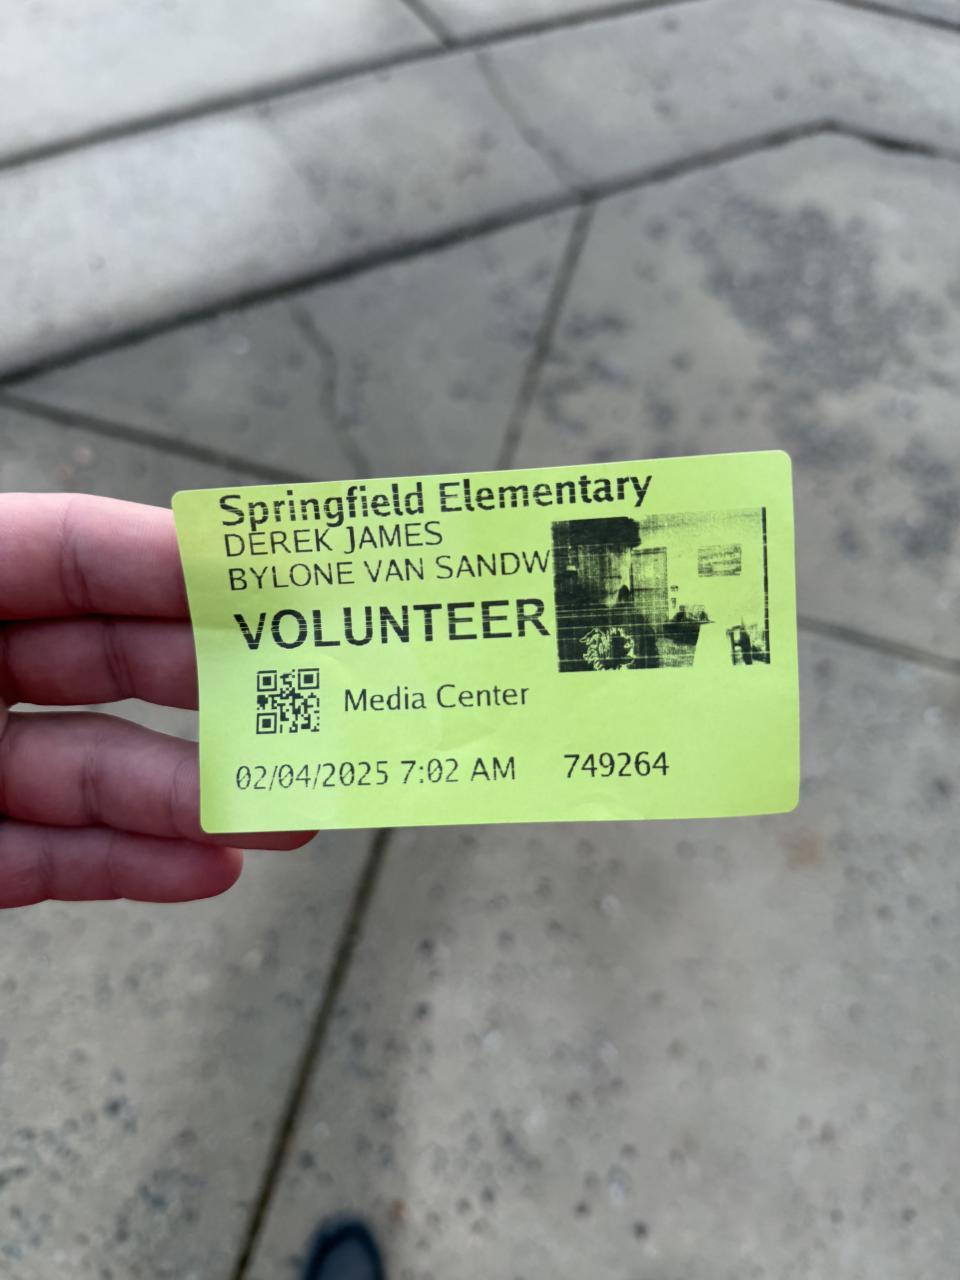 Springfield Elementary
DEREK JAMES
BYLONE VAN SANDW
VOLUNTEER
Media Center
02/04/2025 7:02 AM 749264